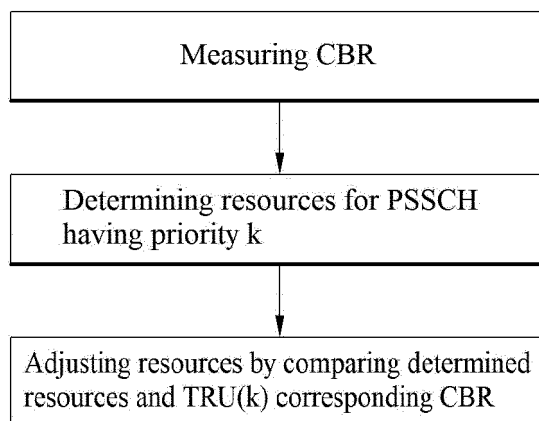 Measuring CBR
Determining resources for PSSCH
having priority k
Adjusting resources by comparing determined
resources and TRU(k) corresponding CBR